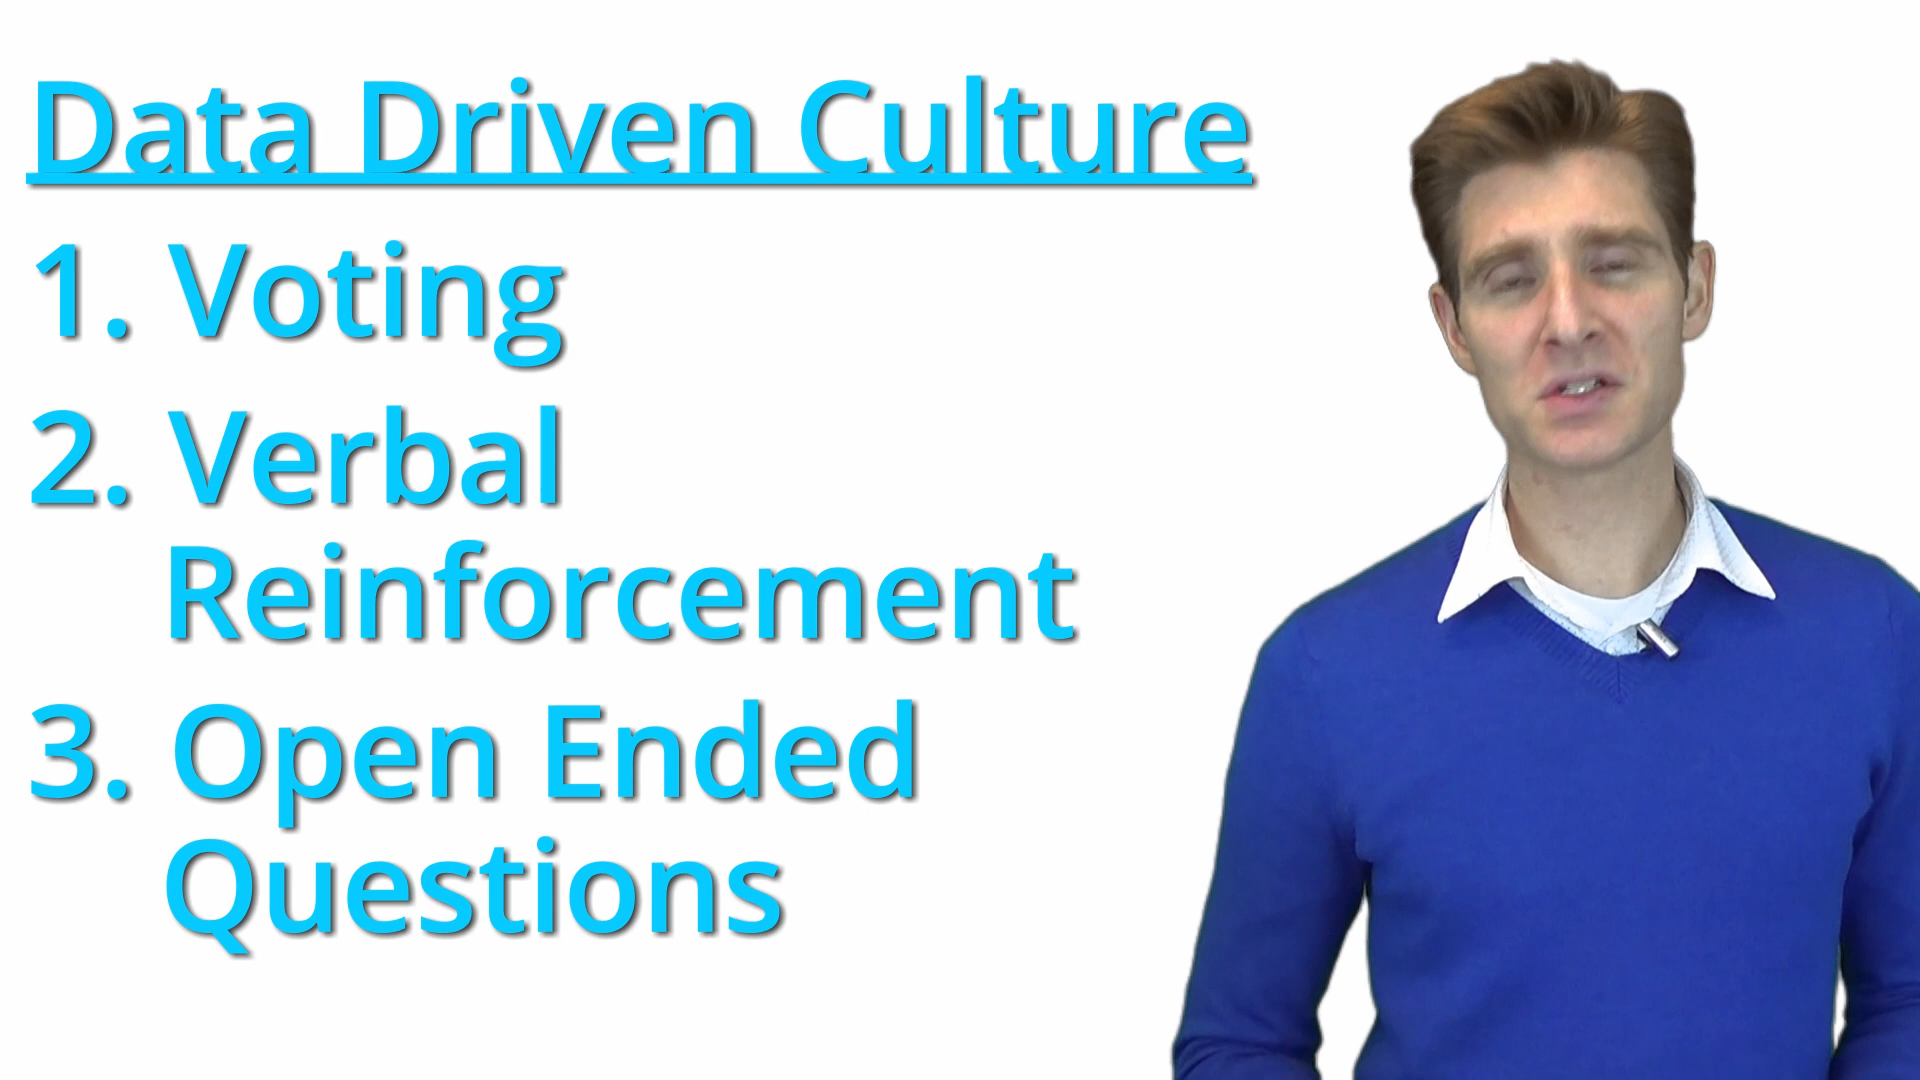 Data Driven Culture
1. Voting
2. Verbal
Reinforcement
3. Open Ended
Questions